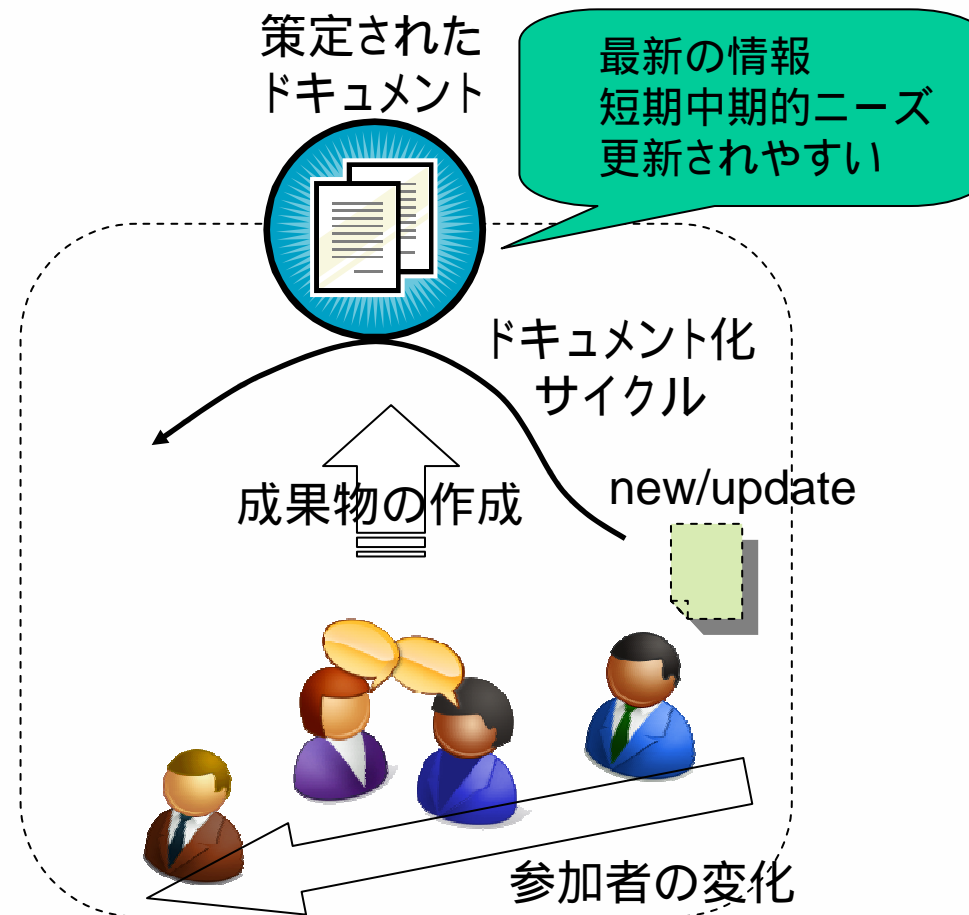 策定された
ドキュメント
最新の情報
短期中期的ニーズ
更新されやすい
ドキュメント化
サイクル
new/update
成果物の作成
参加者の変化